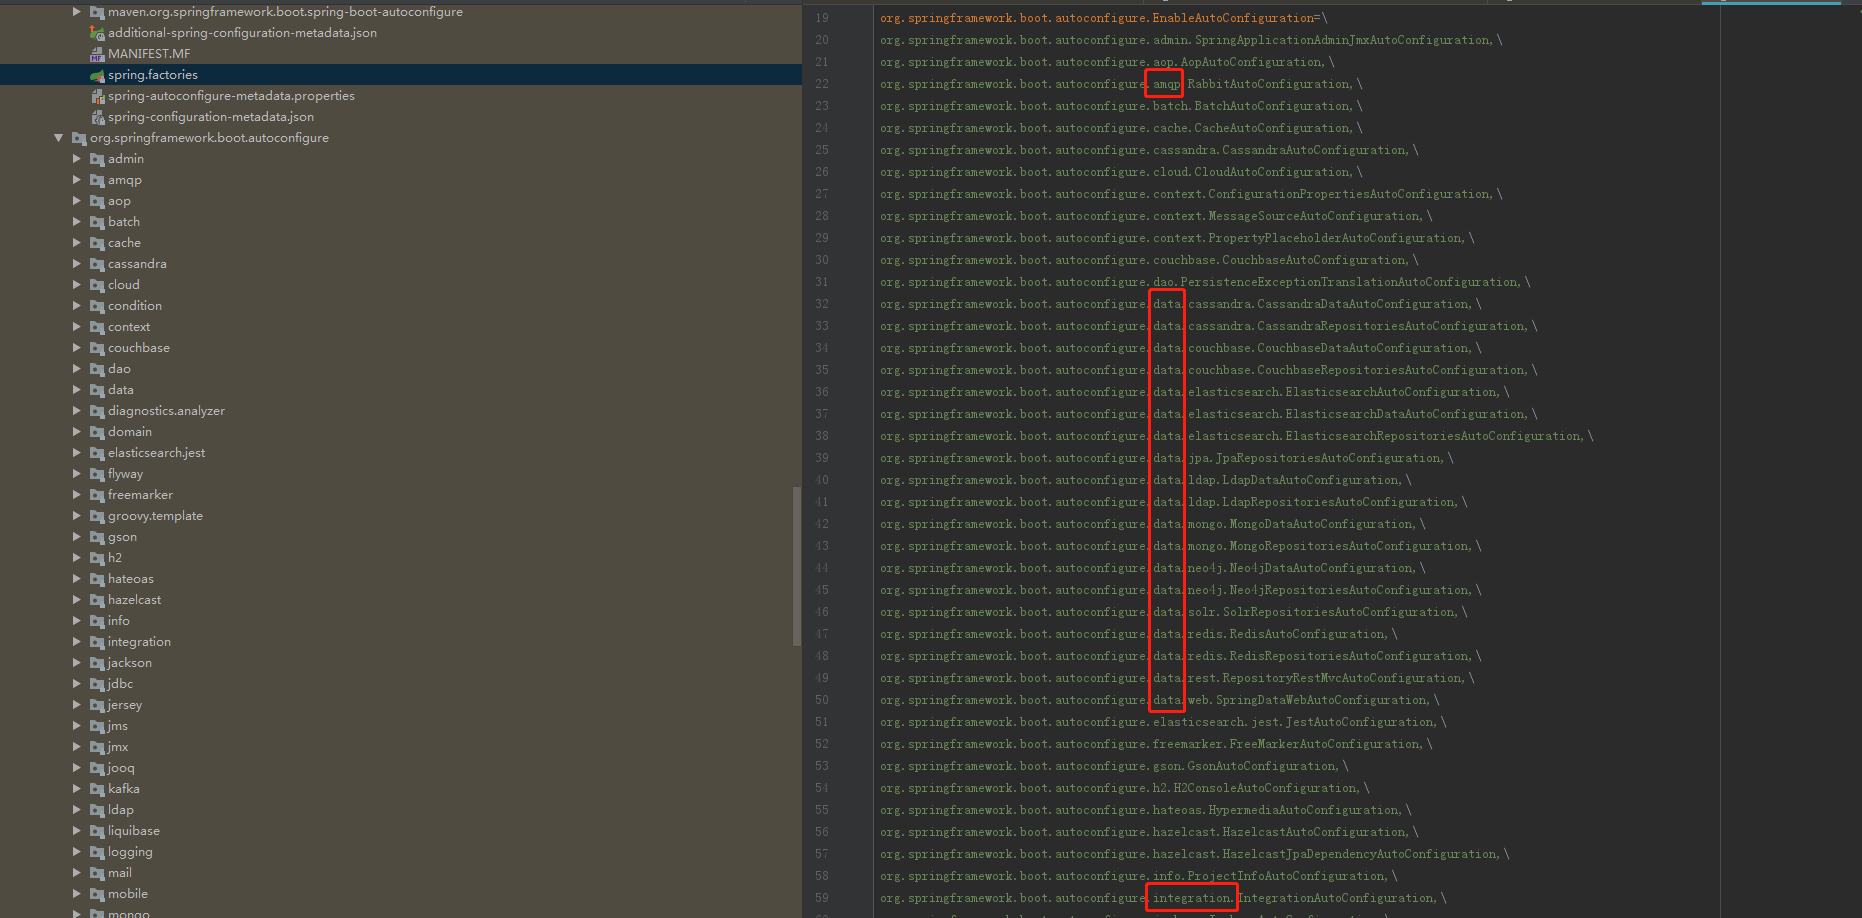 maven.org.springframework.boot.spring-boot-autoconfigure
additional-spring-configuration-metadata.json
MANIFEST.MF
spring.factories
spring-autoconfigure-metadata.properties
spring-configuration-metadata.json
org.springframework.boot.autoconfigure
admin
amqp
aop
batch
cache
cassandra
cloud
condition
context
couchbase
dao
data
diagnostics.analyzer
domain
elasticsearch.jest
flyway
freemarker
groovy.template
gson
h2
hateoas
hazelcast
info
integration
jackson
jdbc
jersey
jms
jmx
jooq
kafka
ldap
liquibase
logging
mail
mobile
mongo
19 org.springframework.boot.autoconfigure.EnableAutoConfiguration=\
20 org.springframework.boot.autoconfigure.admin.SpringApplicationAdminJmxAutoConfiguration,\
21 org.springframework.boot.autoconfigure.aop.AopAutoConfiguration,\
22 org.springframework.boot.autoconfigure.amqp.RabbitAutoConfiguration,\
23 org.springframework.boot.autoconfigure.batch.BatchAutoConfiguration,\
24 org.springframework.boot.autoconfigure.cache.CacheAutoConfiguration,\
25 org.springframework.boot.autoconfigure.cassandra.CassandraAutoConfiguration,\
26 org.springframework.boot.autoconfigure.cloud.CloudAutoConfiguration,\
27 org.springframework.boot.autoconfigure.context.ConfigurationPropertiesAutoConfiguration,\
28 org.springframework.boot.autoconfigure.context.MessageSourceAutoConfiguration,\
29 org.springframework.boot.autoconfigure.context.PropertyPlaceholderAutoConfiguration,\
30 org.springframework.boot.autoconfigure.couchbase.CouchbaseAutoConfiguration,\
31 org.springframework.boot.autoconfigure.dao.PersistenceExceptionTranslationAutoConfiguration,\
32 org.springframework.boot.autoconfigure.data.cassandra.CassandraDataAutoConfiguration,\
33 org.springframework.boot.autoconfigure.data.cassandra.CassandraRepositoriesAutoConfiguration,\
34 org.springframework.boot.autoconfigure.data.couchbase.CouchbaseDataAutoConfiguration,\
35 org.springframework.boot.autoconfigure.data.couchbase.CouchbaseRepositoriesAutoConfiguration,\
36 org.springframework.boot.autoconfigure.data.elasticsearch.ElasticsearchAutoConfiguration,\
37 org.springframework.boot.autoconfigure.data.elasticsearch.ElasticsearchDataAutoConfiguration,\
38 org.springframework.boot.autoconfigure.data.elasticsearch.ElasticsearchRepositoriesAutoConfiguration,\
39 org.springframework.boot.autoconfigure.data.jpa.JpaRepositoriesAutoConfiguration,\
40 org.springframework.boot.autoconfigure.data.ldap.LdapDataAutoConfiguration,\
41 org.springframework.boot.autoconfigure.data.ldap.LdapRepositoriesAutoConfiguration,\
42 org.springframework.boot.autoconfigure.data.mongo.MongoDataAutoConfiguration,\
43 org.springframework.boot.autoconfigure.data.mongo.MongoRepositoriesAutoConfiguration,\
44 org.springframework.boot.autoconfigure.data.neo4j.Neo4jDataAutoConfiguration,\
45 org.springframework.boot.autoconfigure.data.neo4j.Neo4jRepositoriesAutoConfiguration,\
46 org.springframework.boot.autoconfigure.data.solr.SolrRepositoriesAutoConfiguration,\
47 org.springframework.boot.autoconfigure.data.redis.RedisAutoConfiguration,\
48 org.springframework.boot.autoconfigure.data.redis.RedisRepositoriesAutoConfiguration,\
49 org.springframework.boot.autoconfigure.data.rest.RepositoryRestMvcAutoConfiguration,\
50 org.springframework.boot.autoconfigure.data.web.SpringDataWebAutoConfiguration,\
51 org.springframework.boot.autoconfigure.elasticsearch.jest.JestAutoConfiguration,\
52 org.springframework.boot.autoconfigure.freemarker.FreeMarkerAutoConfiguration,\
53 org.springframework.boot.autoconfigure.gson.GsonAutoConfiguration,\
54 org.springframework.boot.autoconfigure.h2.H2ConsoleAutoConfiguration,\
55 org.springframework.boot.autoconfigure.hateoas.HypermediaAutoConfiguration,\
56 org.springframework.boot.autoconfigure.hazelcast.HazelcastAutoConfiguration,\
57 org.springframework.boot.autoconfigure.hazelcast.HazelcastJpaDependencyAutoConfiguration,\
58 org.springframework.boot.autoconfigure.info.ProjectInfoAutoConfiguration,\
59 org.springframework.boot.autoconfigure.integration.IntegrationAutoConfiguration,\